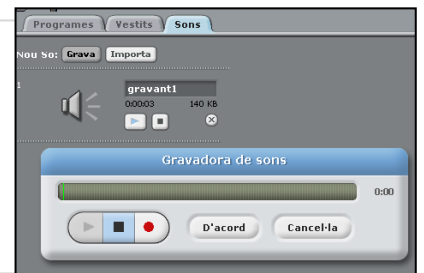 Programes Vestits Sons
Nou So: Grava Importa
1
gravant1
0:00:03 140 KB
Gravadora de sons
0:00
D'acord Cancel·la